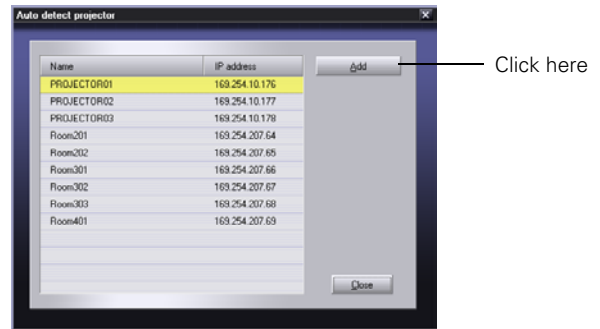 Auto detect projector
Name IP address Add Click here
PROJECTOR01 169.254.10.176
PROJECTOR02 169.254.10.177
PROJECTOR03 169.254.10.178
Room201 169.254.207.64
Room202 169.254.207.65
Room301 169.254.207.66
Room302 169.254.207.67
Room303 169.254.207.68
Room401 169.254.207.69
Close